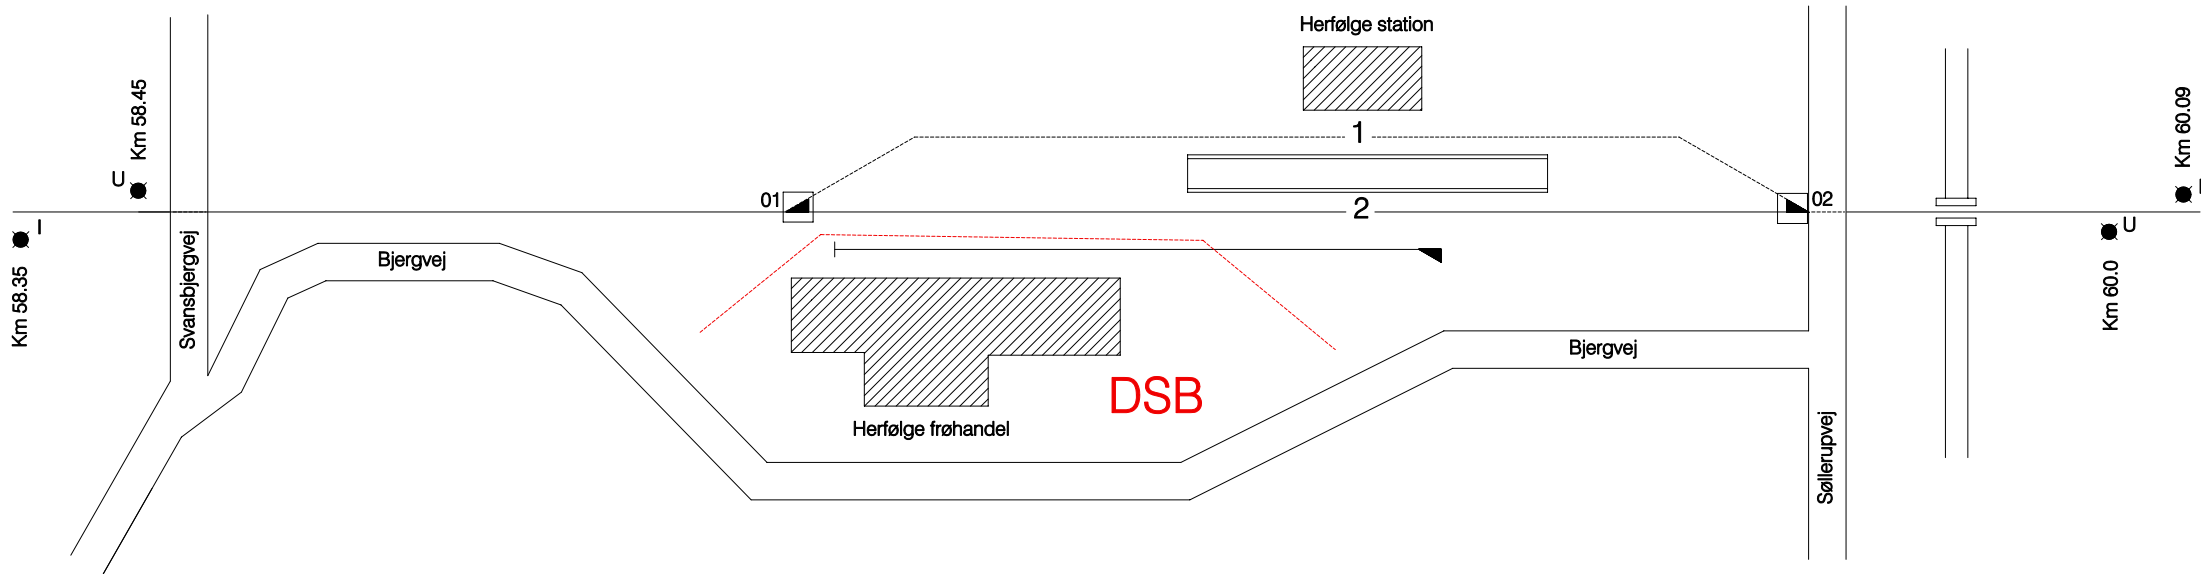 Herfølge station
Km 58.45
Km 60.09
1
U
01
02
2
I
U
Bjergvej
Km 58.35
Svansbjergvej
Km 60.0
Bjergvej
DSB
Herfølge frøhandel
Søllerupvej